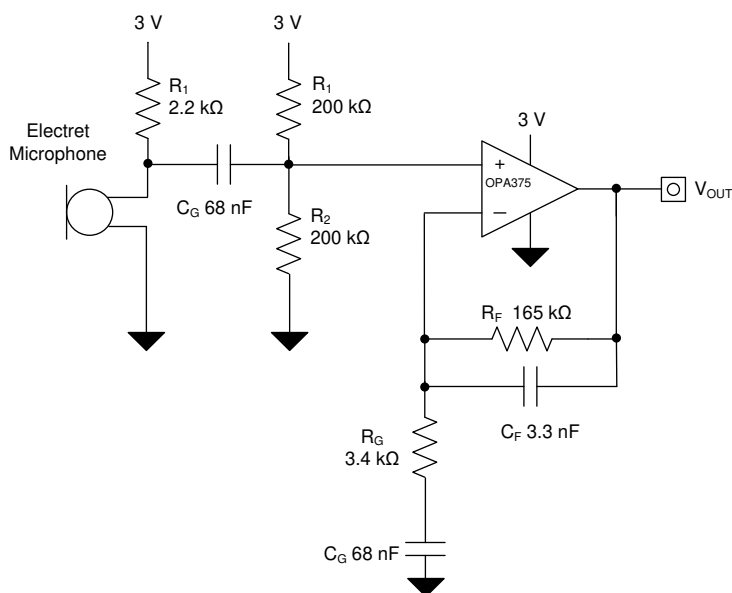 3 V
3 V
R1
2.2 kΩ
R1
200 kΩ
Electret
Microphone
3 V
+
OPA375
−
VOUT
CG 68 nF
R2
200 kΩ
RF 165 kΩ
CF 3.3 nF
RG
3.4 kΩ
CG 68 nF